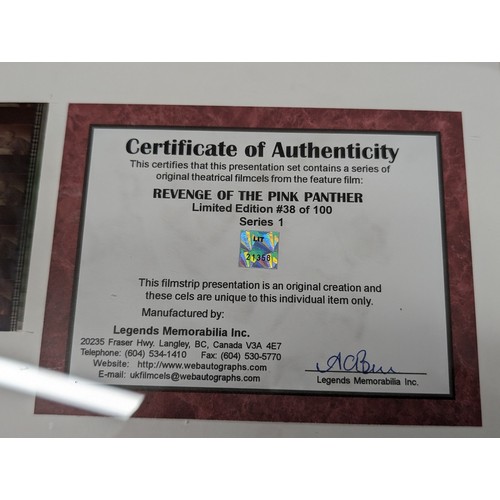 Certificate of Authenticity
This certifies that this presentation set contains a series of
original theatrical filmcels from the feature film:
REVENGE OF THE PINK PANTHER
Limited Edition #38 of 100
Series 1
LIT
21358
This filmstrip presentation is an original creation and
these cels are unique to this individual item only.
Manufactured by:
Legends Memorabilia Inc.
20235 Fraser Hwy. Langley, BC, Canada V3A 4E7
Telephone: (604) 534-1410 Fax: (604) 530-5770
Website: http://www.webautographs.com
E-mail: ukfilmcels@webautographs.com
Legends Memorabilia Inc.